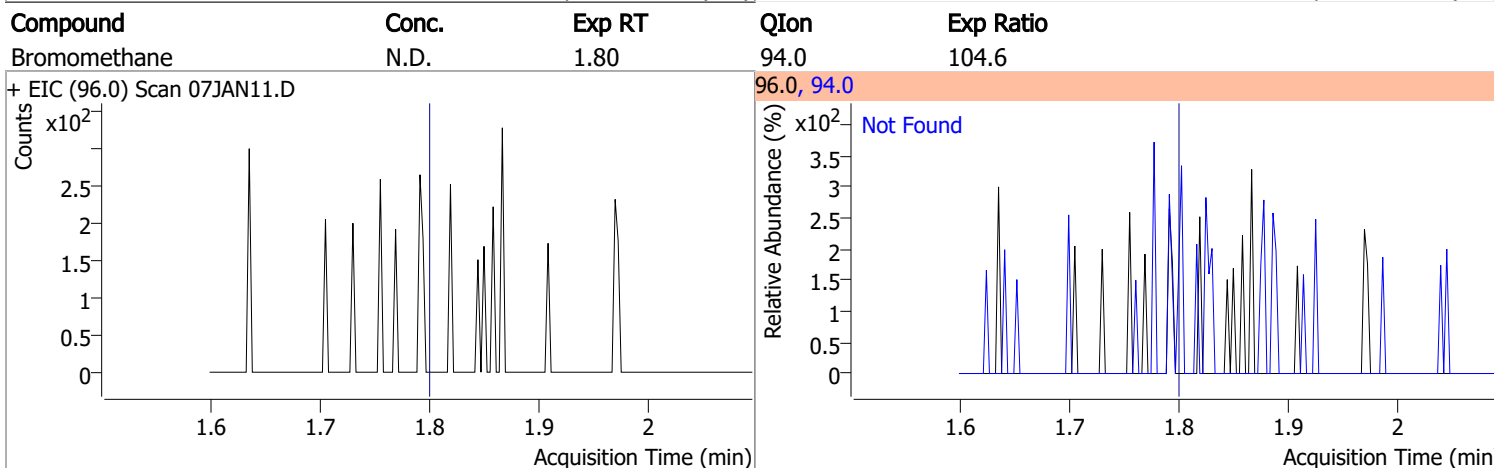 Compound Conc. Exp RT QIon Exp Ratio
Bromomethane N.D. 1.80 94.0 104.6
+ EIC (96.0) Scan 07JAN11.D
Counts
x10²
2.5
2
1.5
1
0.5
0
1.6 1.7 1.8 1.9 2
Acquisition Time (min)
96.0, 94.0
Relative Abundance (%)
x10²
Not Found
3.5
3
2.5
2
1.5
1
0.5
0
1.6 1.7 1.8 1.9 2
Acquisition Time (min)